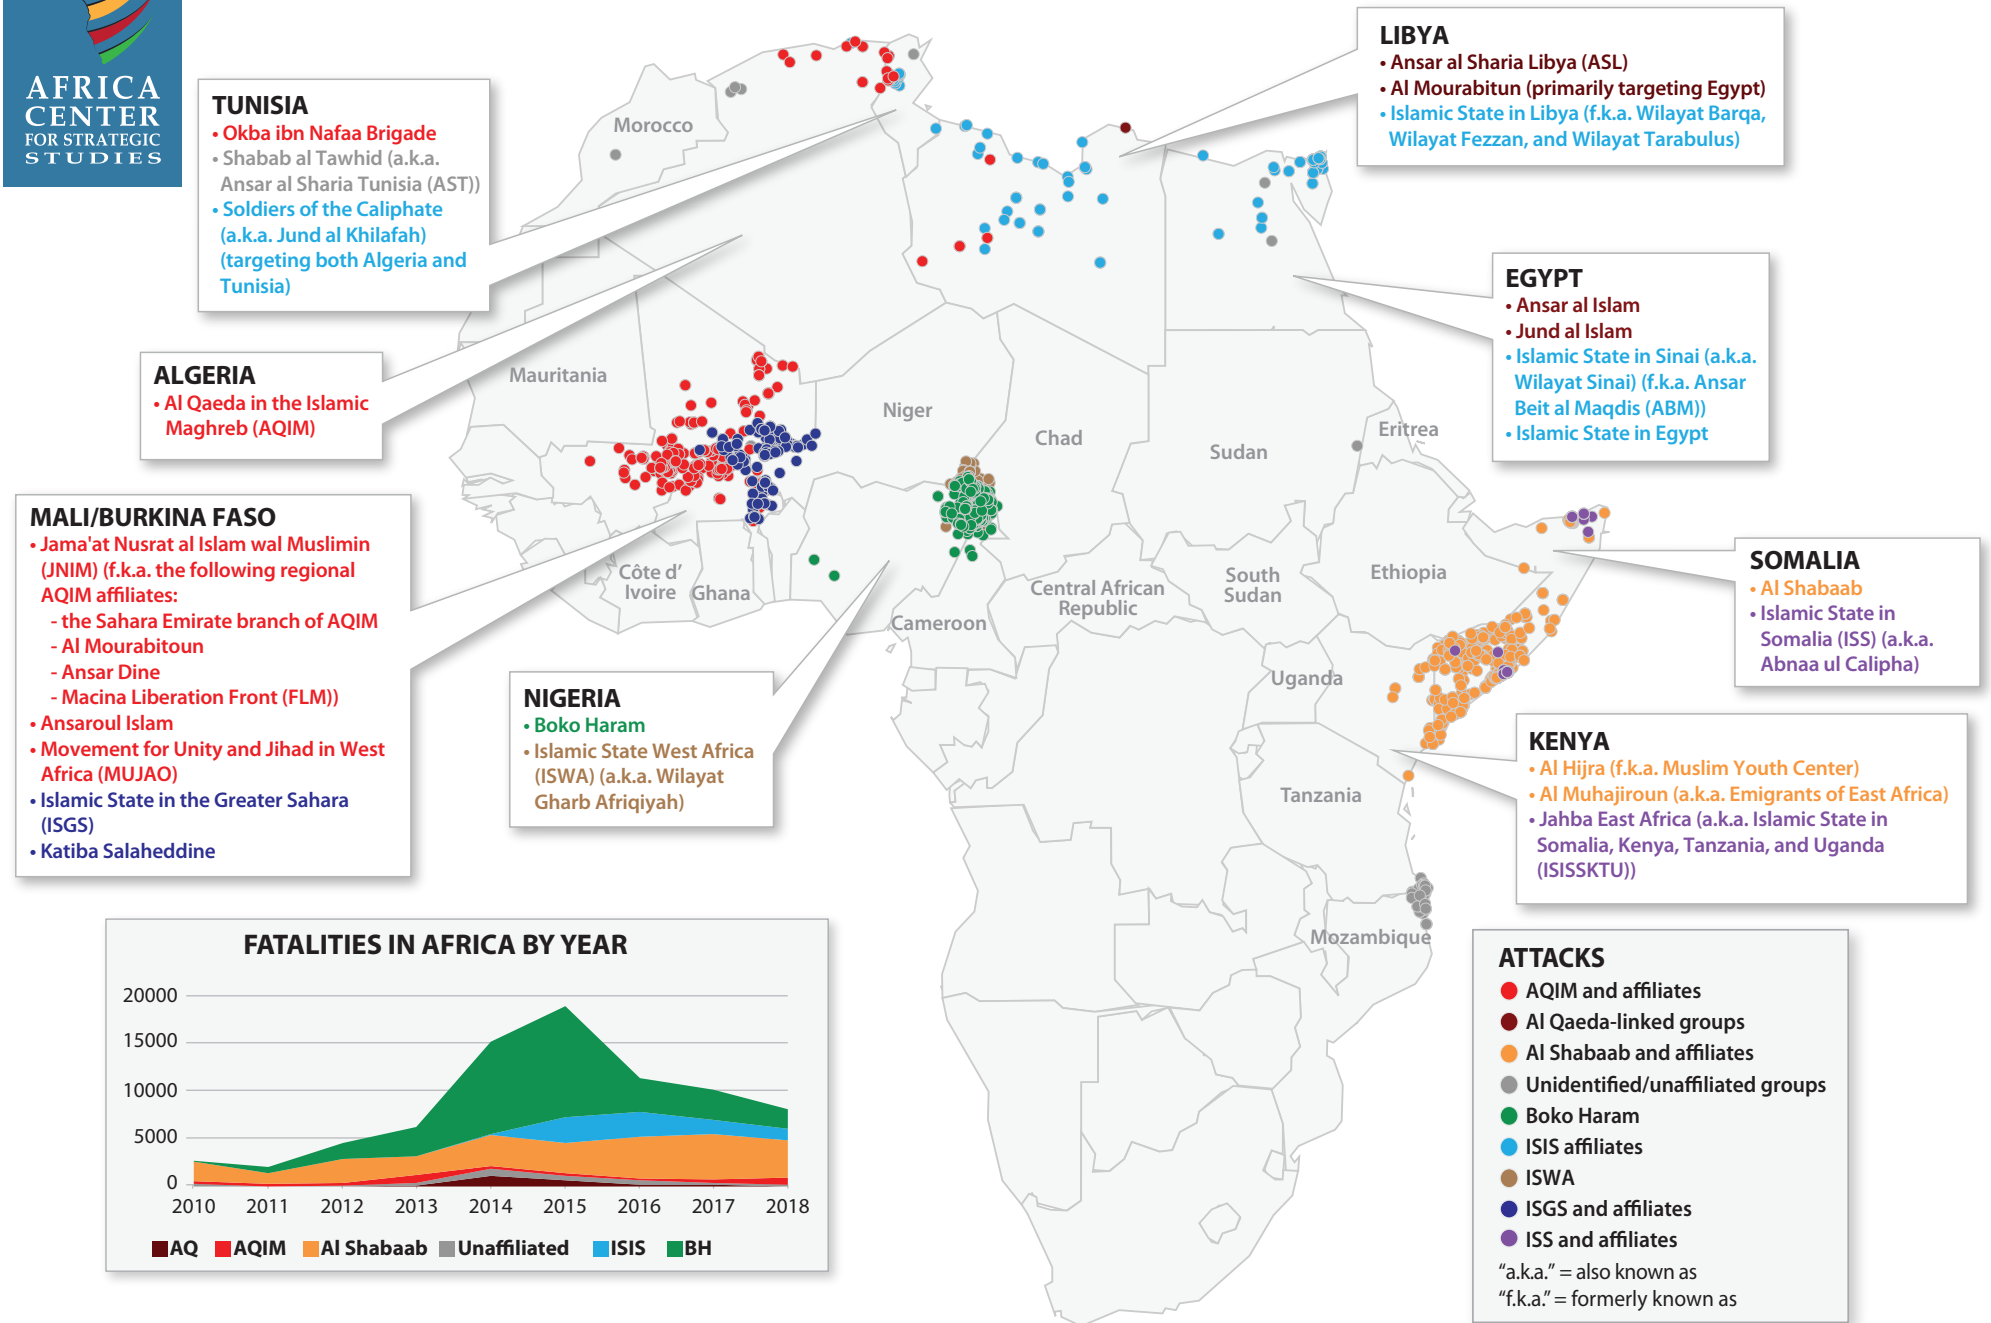 AFRICA
CENTER
FOR STRATEGIC
STUDIES
TUNISIA
• Okba ibn Nafaa Brigade
• Shabab al Tawhid (a.k.a.
Ansar al Sharia Tunisia (AST))
• Soldiers of the Caliphate
(a.k.a. Jund al Khilafah)
(targeting both Algeria and
Tunisia)
ALGERIA
• Al Qaeda in the Islamic
Maghreb (AQIM)
MALI/BURKINA FASO
• Jama'at Nusrat al Islam wal Muslimin
(JNIM) (f.k.a. the following regional
AQIM affiliates:
- the Sahara Emirate branch of AQIM
- Al Mourabitoun
- Ansar Dine
- Macina Liberation Front (FLM))
• Ansaroul Islam
• Movement for Unity and Jihad in West
Africa (MUJAO)
• Islamic State in the Greater Sahara
(ISGS)
• Katiba Salaheddine
NIGERIA
• Boko Haram
• Islamic State West Africa
(ISWA) (a.k.a. Wilayat
Gharb Afriqiyah)
LIBYA
• Ansar al Sharia Libya (ASL)
• Al Mourabitun (primarily targeting Egypt)
• Islamic State in Libya (f.k.a. Wilayat Barqa,
Wilayat Fezzan, and Wilayat Tarabulus)
EGYPT
• Ansar al Islam
• Jund al Islam
• Islamic State in Sinai (a.k.a.
Wilayat Sinai) (f.k.a. Ansar
Beit al Maqdis (ABM))
• Islamic State in Egypt
SOMALIA
• Al Shabaab
• Islamic State in
Somalia (ISS) (a.k.a.
Abnaa ul Calipha)
KENYA
• Al Hijra (f.k.a. Muslim Youth Center)
• Al Muhajiroun (a.k.a. Emigrants of East Africa)
• Jahba East Africa (a.k.a. Islamic State in
Somalia, Kenya, Tanzania, and Uganda
(ISISSKTU))
Morocco
Mauritania
Niger
Chad
Sudan
Eritrea
Côte d’
Ivoire
Ghana
Cameroon
Central African
Republic
South
Sudan
Ethiopia
Uganda
Tanzania
Mozambique
FATALITIES IN AFRICA BY YEAR
20000
15000
10000
5000
0
2010 2011 2012 2013 2014 2015 2016 2017 2018
AQ AQIM Al Shabaab Unaffiliated ISIS BH
ATTACKS
AQIM and affiliates
Al Qaeda-linked groups
Al Shabaab and affiliates
Unidentified/unaffiliated groups
Boko Haram
ISIS affiliates
ISWA
ISGS and affiliates
ISS and affiliates
“a.k.a.” = also known as
“f.k.a.” = formerly known as